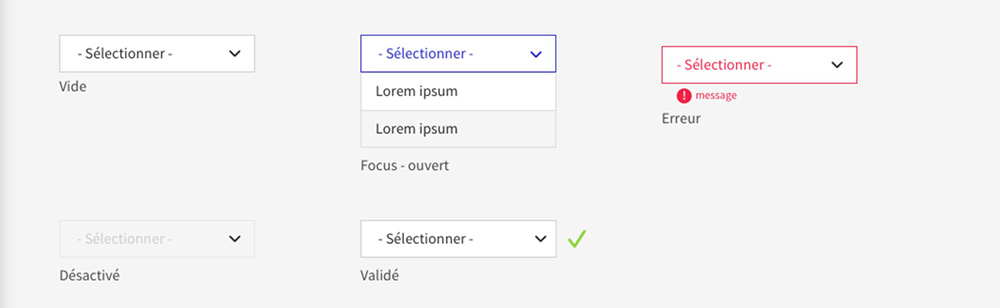 - Sélectionner -
Vide
- Sélectionner -
Lorem ipsum
Lorem ipsum
Focus - ouvert
- Sélectionner -
! message
Erreur
- Sélectionner -
Désactivé
- Sélectionner -
Validé